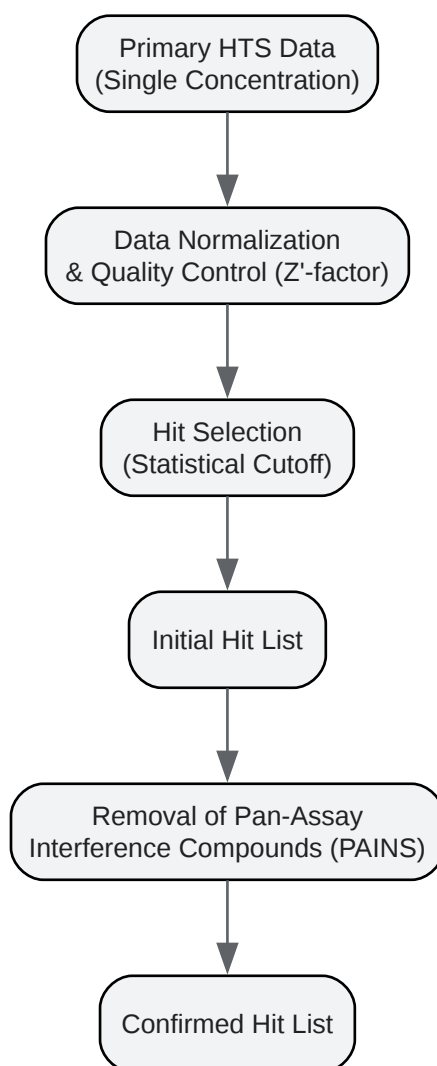 Primary HTS Data
(Single Concentration)
Data Normalization
& Quality Control (Z'-factor)
Hit Selection
(Statistical Cutoff)
Initial Hit List
Removal of Pan-Assay
Interference Compounds (PAINS)
Confirmed Hit List